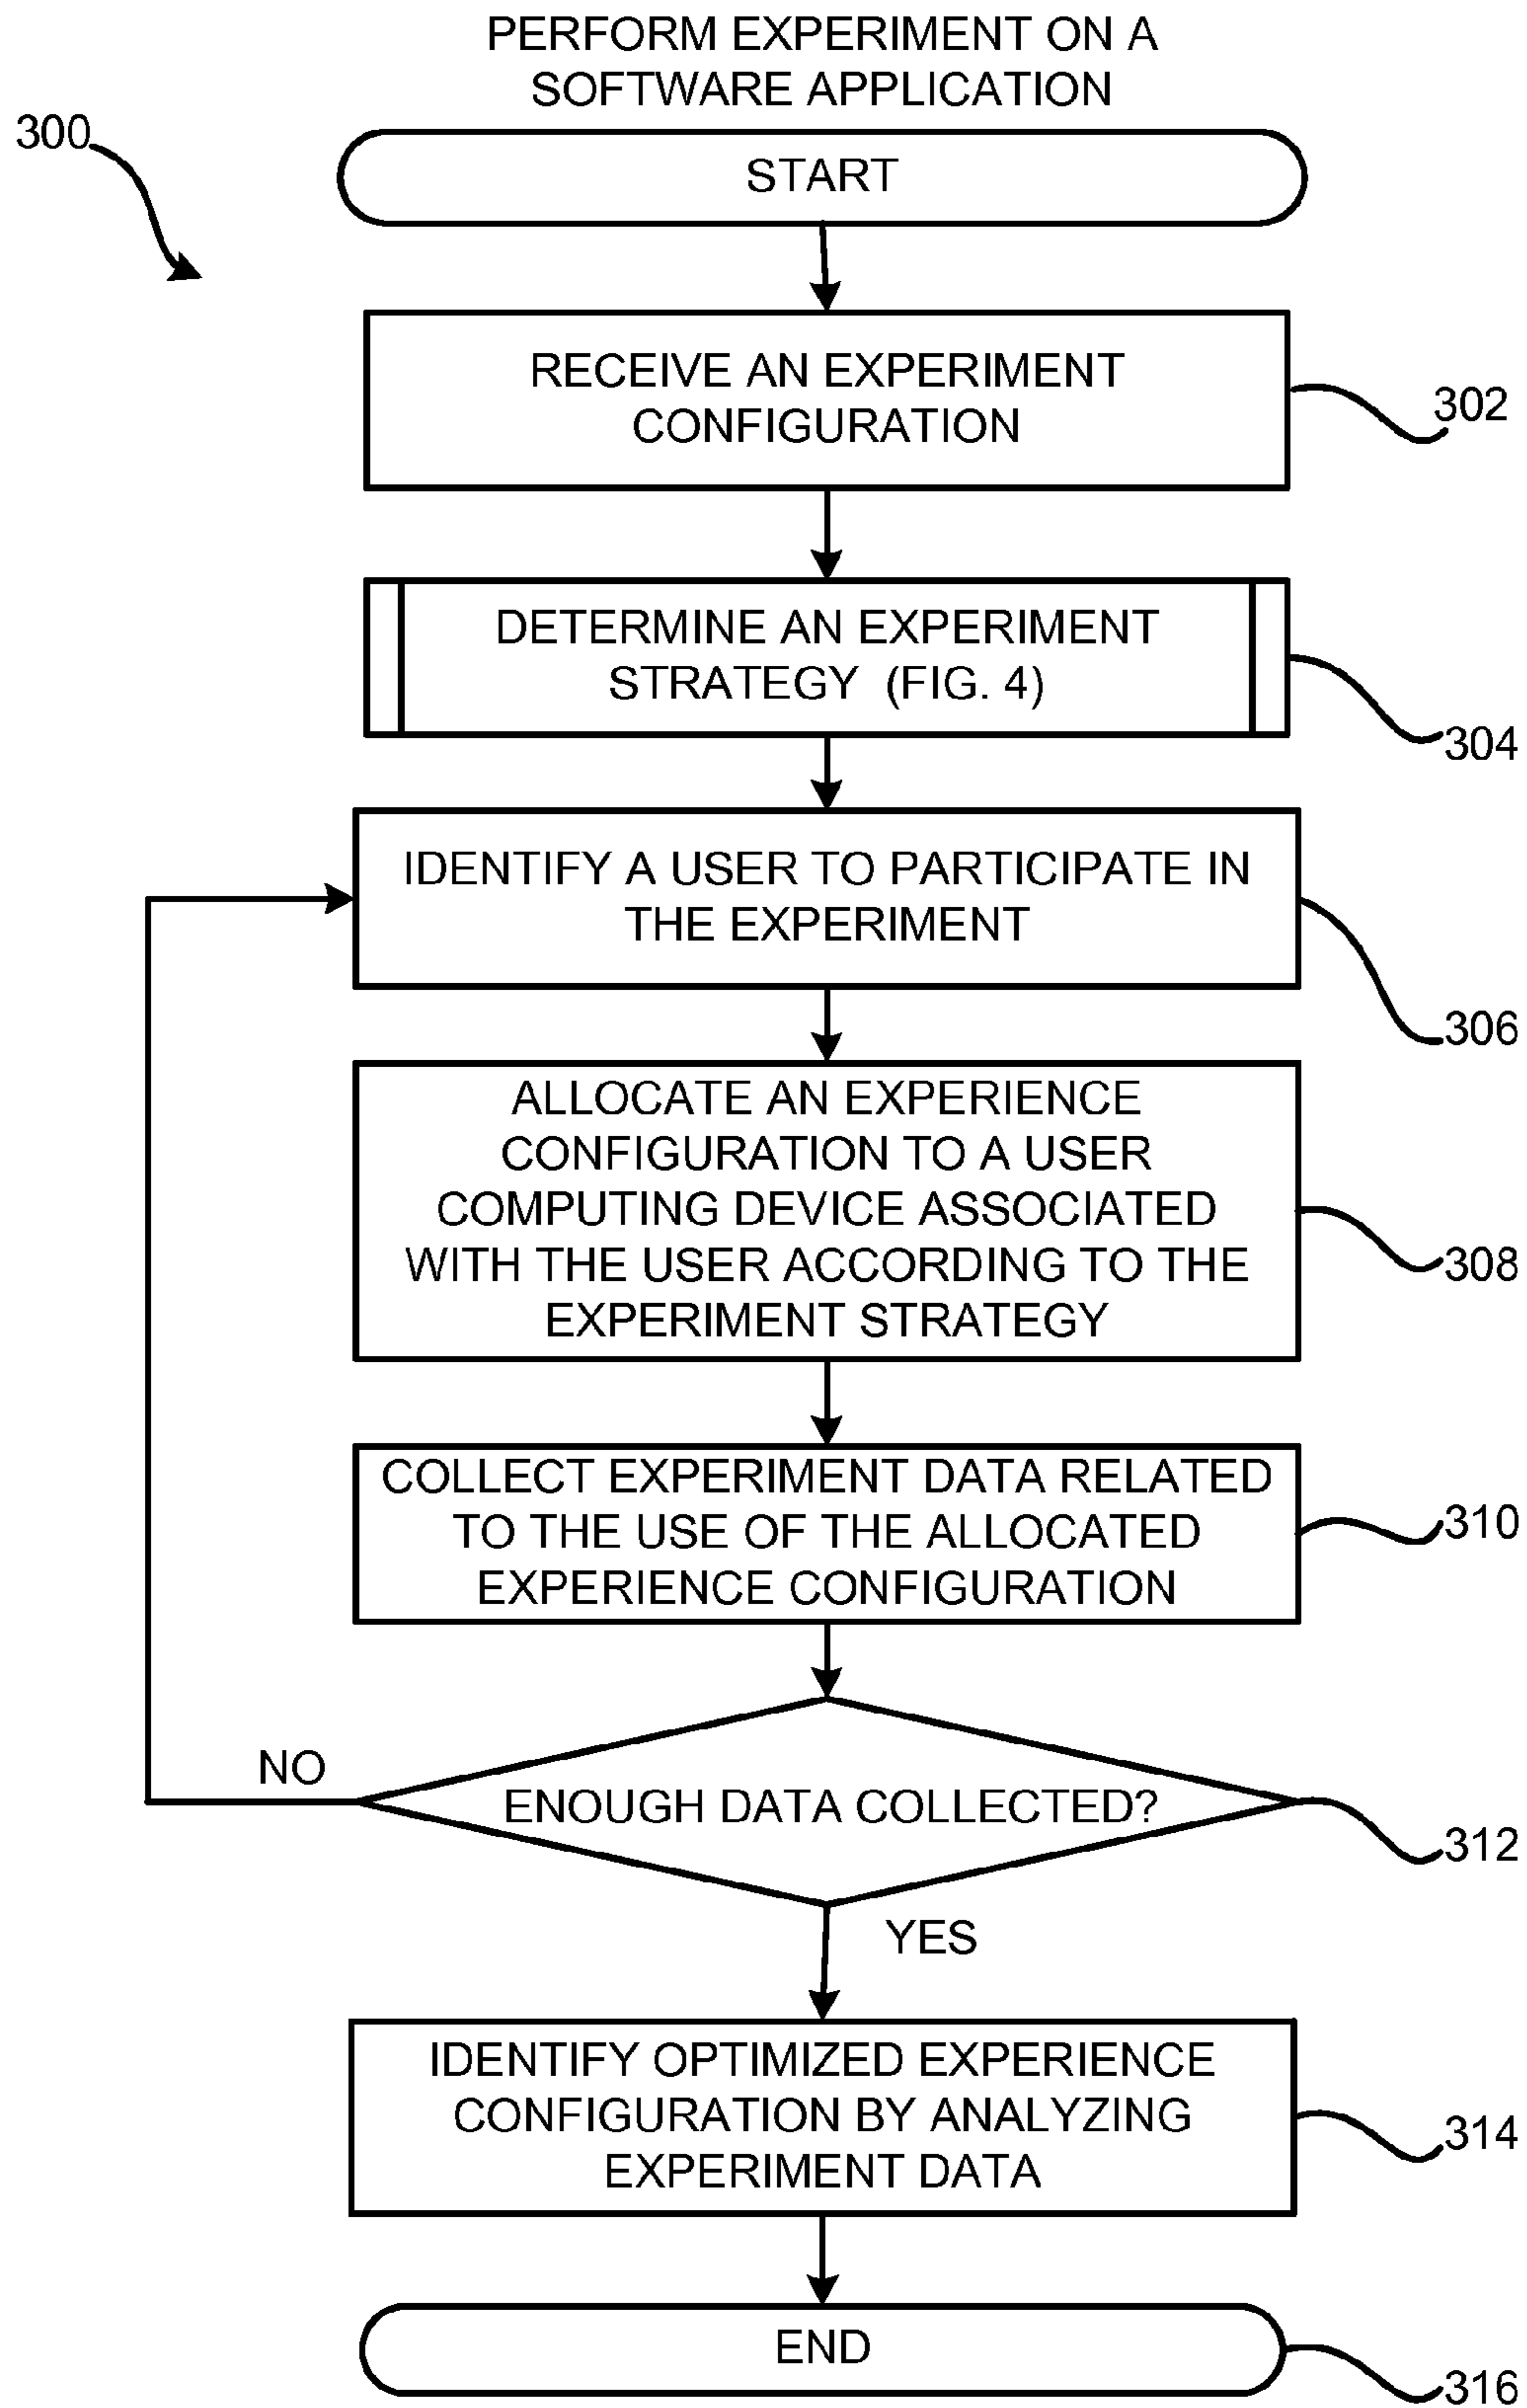 PERFORM EXPERIMENT ON A
SOFTWARE APPLICATION
300
START
RECEIVE AN EXPERIMENT
CONFIGURATION
302
DETERMINE AN EXPERIMENT
STRATEGY (FIG. 4)
304
IDENTIFY A USER TO PARTICIPATE IN
THE EXPERIMENT
306
ALLOCATE AN EXPERIENCE
CONFIGURATION TO A USER
COMPUTING DEVICE ASSOCIATED
WITH THE USER ACCORDING TO THE
EXPERIMENT STRATEGY
308
COLLECT EXPERIMENT DATA RELATED
TO THE USE OF THE ALLOCATED
EXPERIENCE CONFIGURATION
310
NO
ENOUGH DATA COLLECTED?
312
YES
IDENTIFY OPTIMIZED EXPERIENCE
CONFIGURATION BY ANALYZING
EXPERIMENT DATA
314
END
316